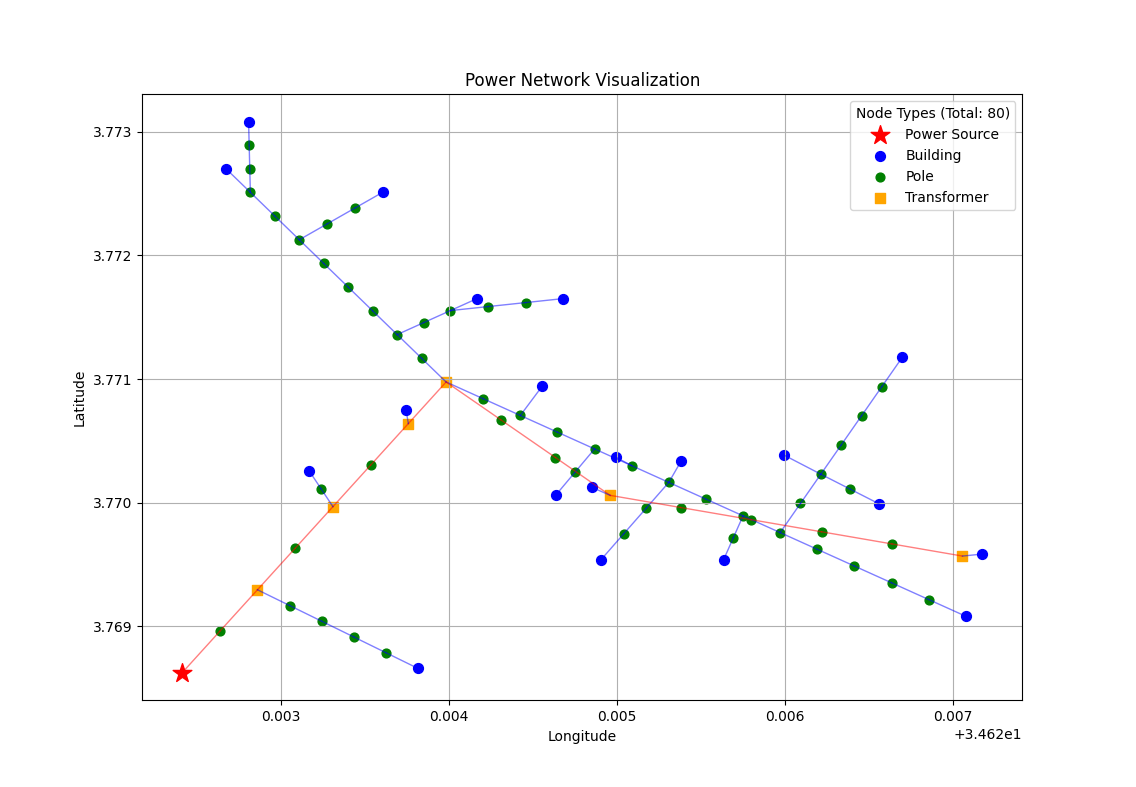 Power Network Visualization
Node Types (Total: 80)
Power Source
Building
Pole
Transformer
3.773
3.772
3.771
3.770
3.769
Latitude
0.003 0.004 0.005 0.006 0.007
+3.462e1
Longitude